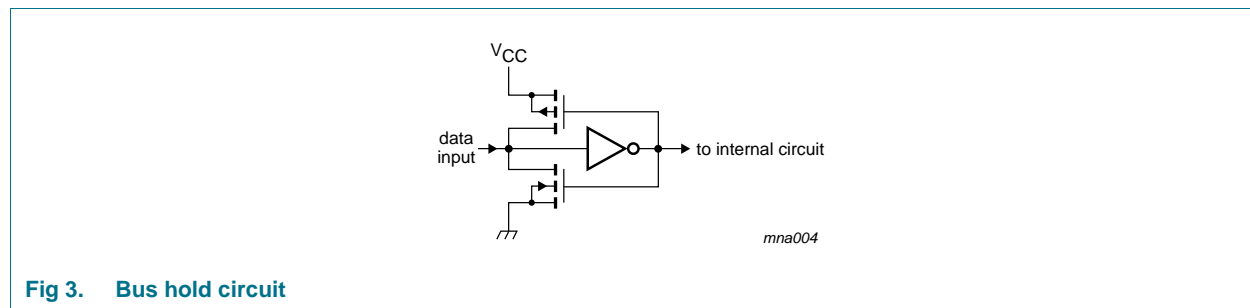 VCC
data
input
to internal circuit
mna004
Fig 3. Bus hold circuit